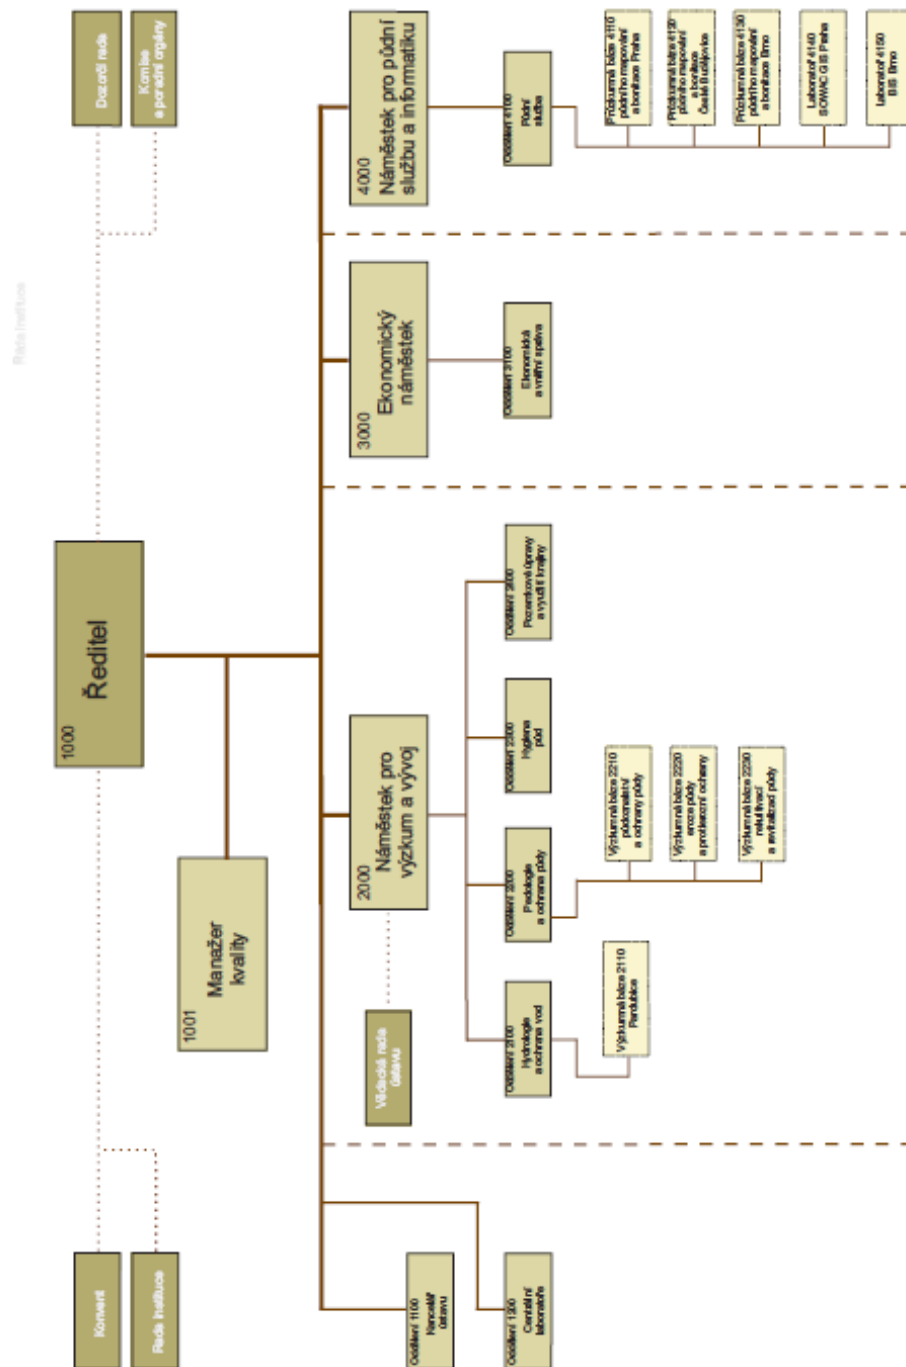 Rada Instituce
Konvent
Rada Instituce
1000
Ředitel
Dozorčí rada
Komise
a poradní orgány
1001
Manažer
kvality
2000
Náměstek pro
výzkum a vývoj
3000
Ekonomický
náměstek
4000
Náměstek pro půdní
službu a informatiku
Vědecká rada
ústavu
Oddělení 1100
Kancelář
ústavu
Oddělení 1200
Centrální
laboratoře
Oddělení 2100
Hydrologie
a ochrana vod
Oddělení 2200
Pedologie
a ochrana půdy
Oddělení 2300
Hygiena
půd
Pozemkové úpravy
a využití krajiny
Oddělení 3100
Ekonomická
a vnitřní správa
Oddělení 4100
Půdní
služba
Výzkumná báze 2110
Pardubice
Výzkumná báze 2210
půdoznalství
a ochrany půdy
Výzkumná báze 2220
eroze půdy
a protierozní ochrany
Výzkumná báze 2230
rekultivací
a revitalizací půdy
Průzkumná báze 4110
půdního mapování
a bonitace Praha
Průzkumná báze 4120
půdního mapování
a bonitace
České Budějovice
Průzkumná báze 4130
půdního mapování
a bonitace Brno
Laboratoř 4140
SOWAC GIS Praha
Laboratoř 4150
BIS Brno